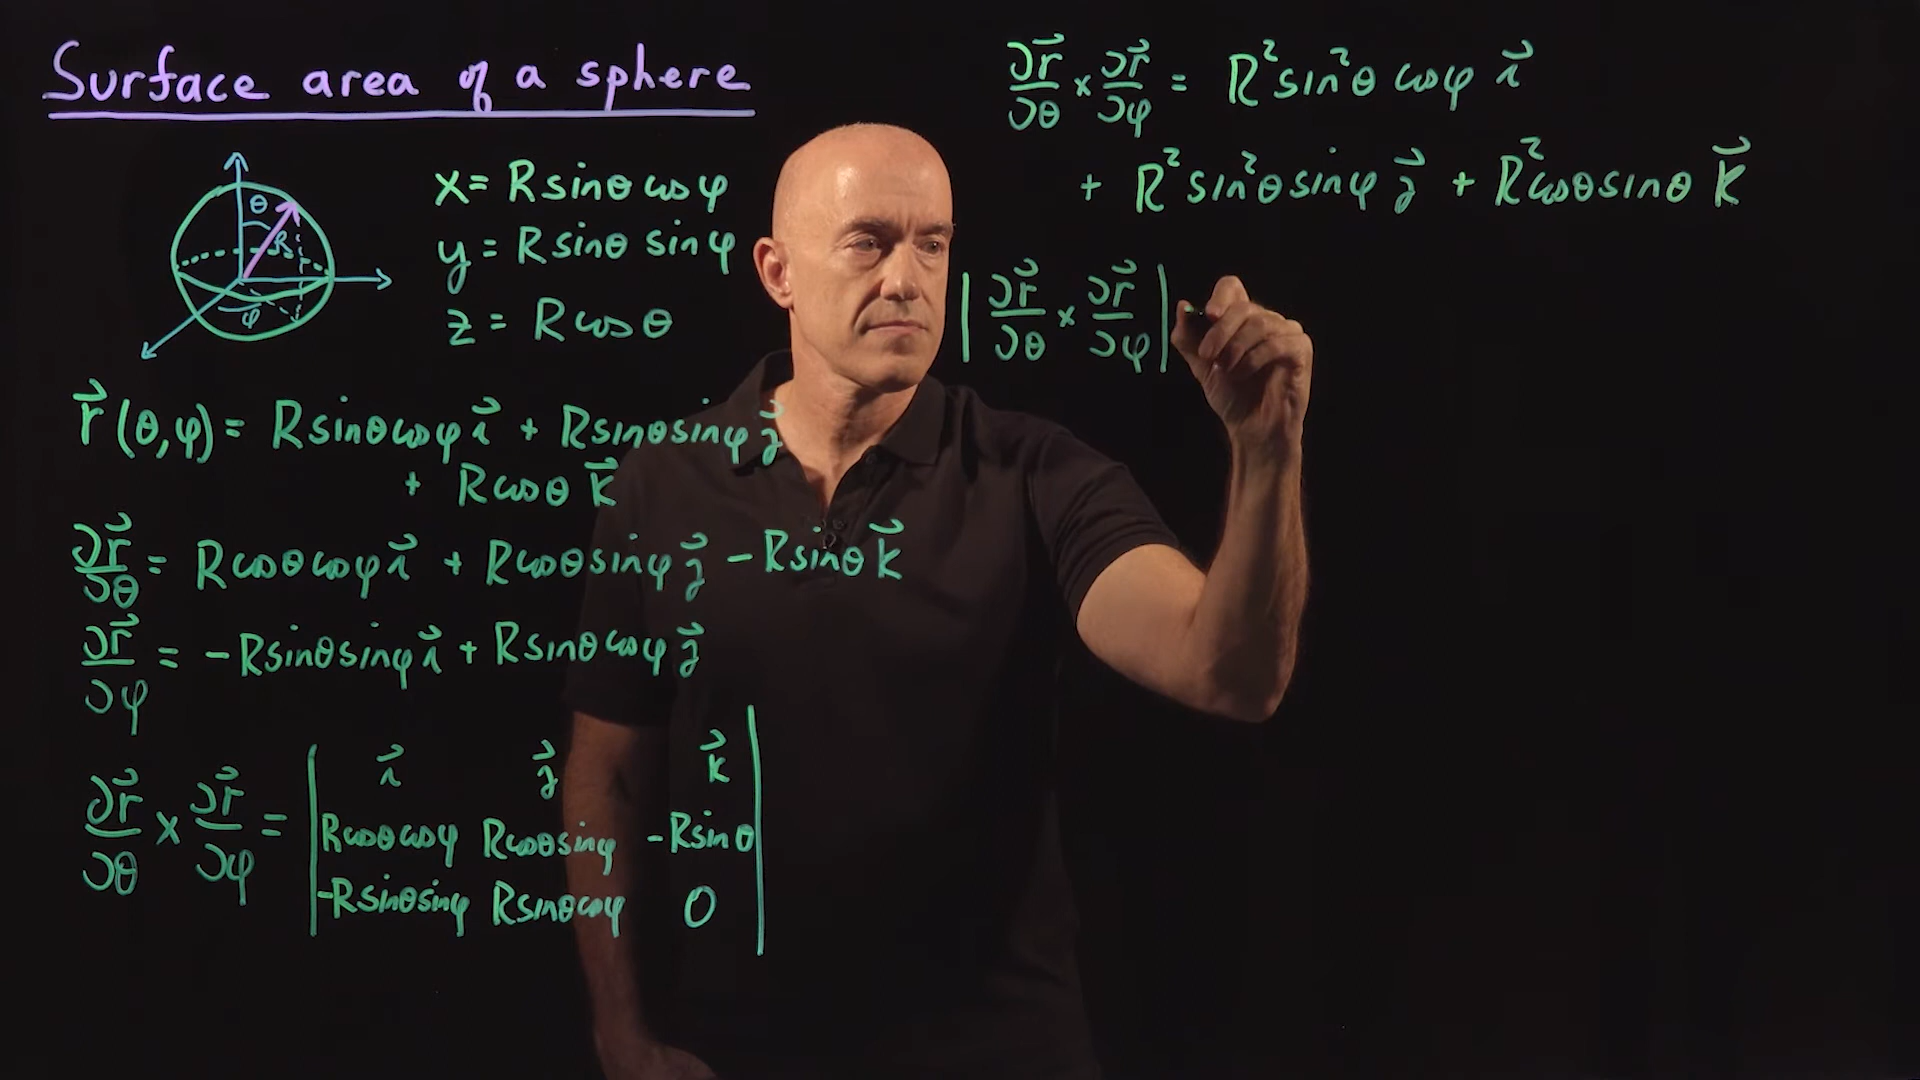 Surface area of a sphere
θ
R
φ
x = R sinθ cosφ
y = R sinθ sinφ
z = R cosθ
r⃗(θ,φ) = R sinθ cosφ i⃗ + R sinθ sinφ j⃗
+ R cosθ k⃗
∂r⃗/∂θ = R cosθ cosφ i⃗ + R cosθ sinφ j⃗ - R sinθ k⃗
∂r⃗/∂φ = -R sinθ sinφ i⃗ + R sinθ cosφ j⃗
∂r⃗/∂θ × ∂r⃗/∂φ =
| i⃗ j⃗ k⃗ |
| R cosθ cosφ R cosθ sinφ -R sinθ |
| -R sinθ sinφ R sinθ cosφ 0 |
∂r⃗/∂θ × ∂r⃗/∂φ = R² sin²θ cosφ i⃗
+ R² sin²θ sinφ j⃗ + R² cosθ sinθ k⃗
| ∂r⃗/∂θ × ∂r⃗/∂φ |